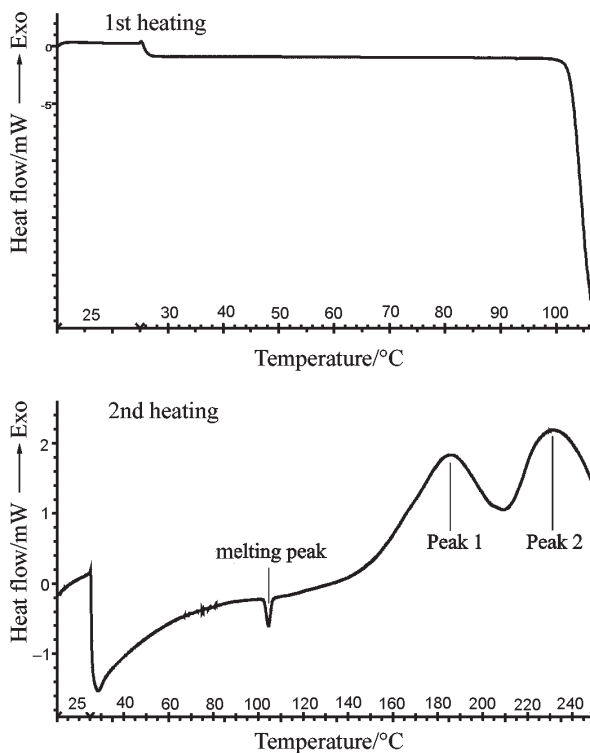 1st heating
Heat flow/mW ⟶ Exo
0
-5
25 30 40 50 60 70 80 90 100
Temperature/°C
2nd heating
Heat flow/mW ⟶ Exo
2
1
0
−1
melting peak
Peak 1
Peak 2
25 40 60 80 100 120 140 160 180 200 220 240
Temperature/°C